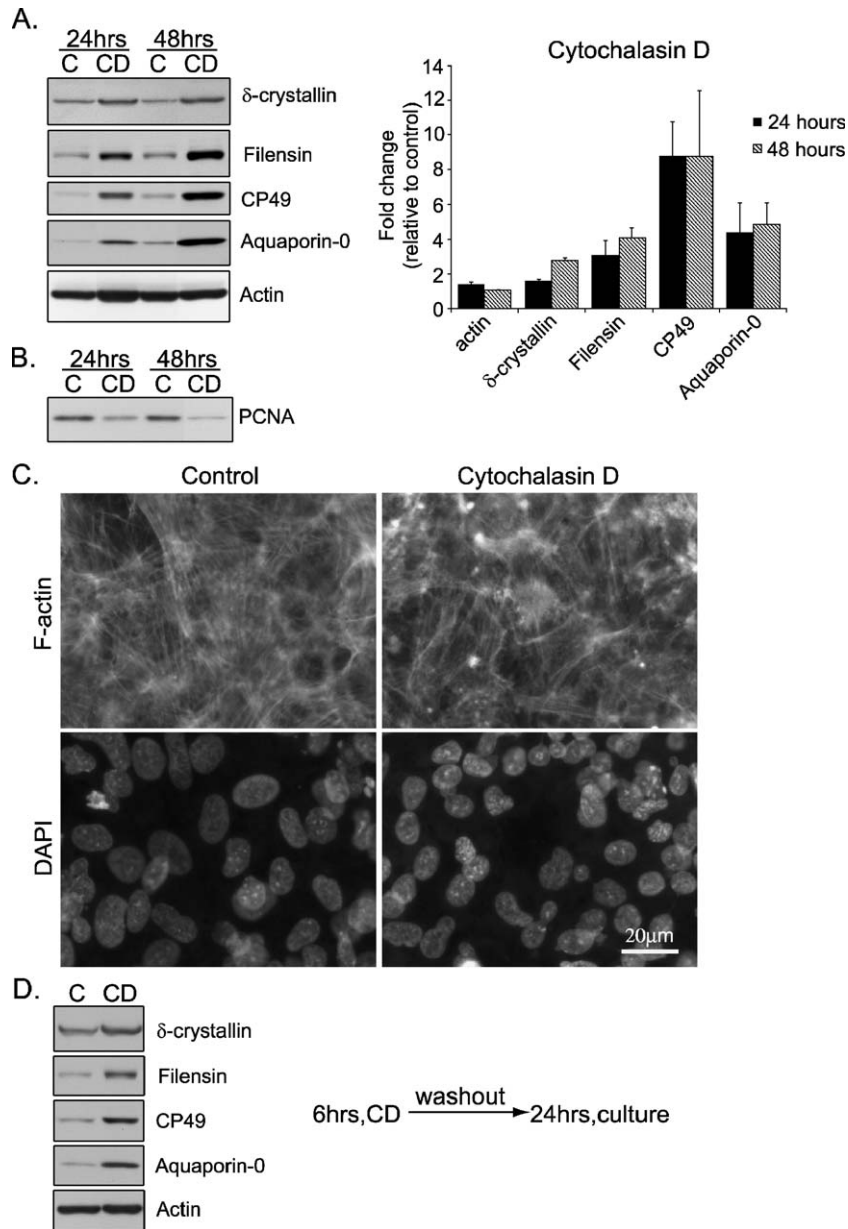 A.
24hrs 48hrs
C CD C CD
δ-crystallin
Filensin
CP49
Aquaporin-0
Actin
Cytochalasin D
14
12
10
8
6
4
2
0
Fold change
(relative to control)
24 hours
48 hours
actin
δ-crystallin
Filensin
CP49
Aquaporin-0
B.
24hrs 48hrs
C CD C CD
PCNA
C.
Control Cytochalasin D
F-actin
DAPI
20μm
D.
C CD
δ-crystallin
Filensin
CP49
Aquaporin-0
Actin
6hrs,CD washout 24hrs,culture